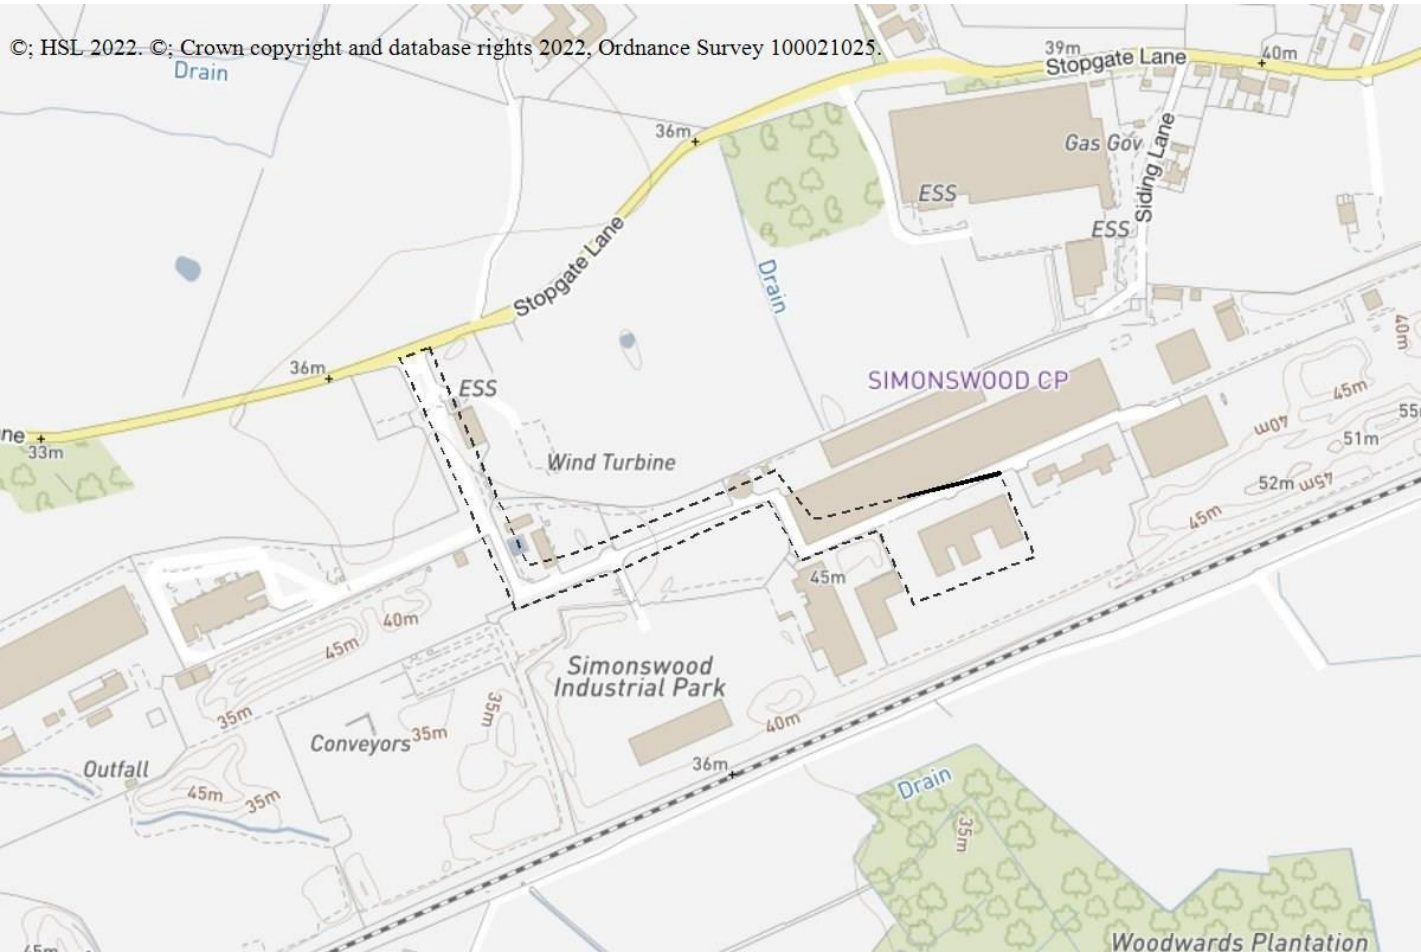 ©; HSL 2022. ©; Crown copyright and database rights 2022, Ordnance Survey 100021025.
Drain
39m
Stopgate Lane
40m
36m
Gas Gov
Siding Lane
ESS
ESS
Stopgate Lane
Drain
36m
ESS
SIMONSWOOD CP
40m
45m
55m
40m
51m
ne
33m
Wind Turbine
52m
45m
45m
45m
40m
45m
Simonswood
Industrial Park
35m
35m
40m
Conveyors
35m
36m
Outfall
45m
35m
Drain
35m
45m
Woodwards Plantation